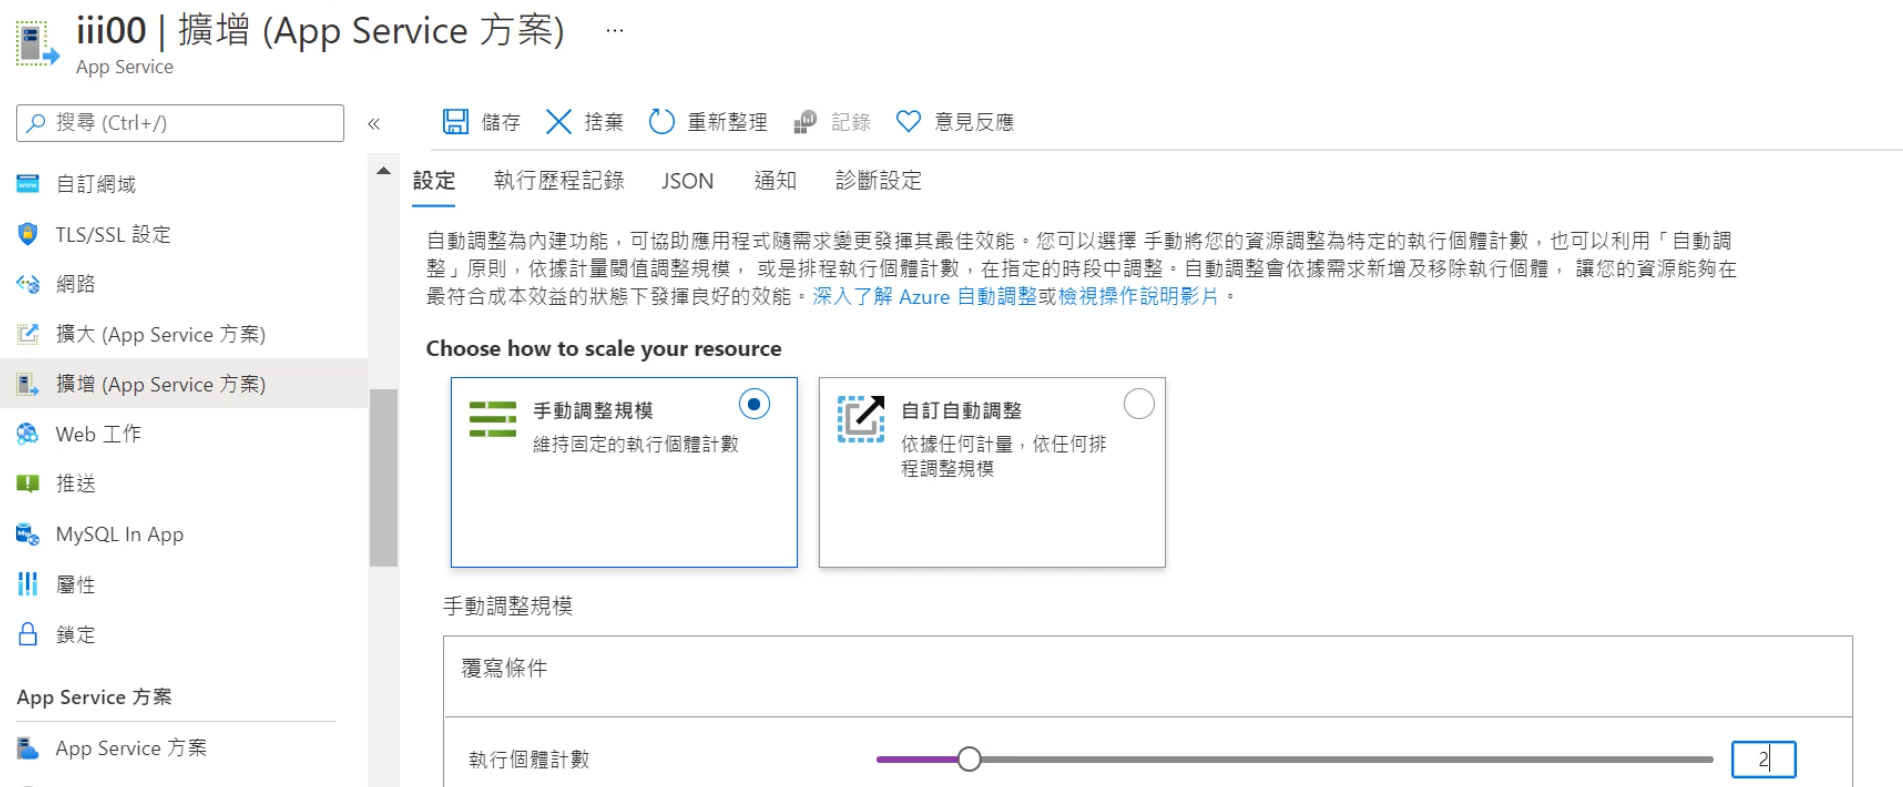 iii00 | 擴增 (App Service 方案) ...
App Service
搜尋 (Ctrl+/)
«
儲存
捨棄
重新整理
記錄
意見反應
自訂網域
TLS/SSL 設定
網路
擴大 (App Service 方案)
擴增 (App Service 方案)
Web 工作
推送
MySQL In App
屬性
鎖定
App Service 方案
App Service 方案
設定
執行歷程記錄
JSON
通知
診斷設定
自動調整為內建功能，可協助應用程式隨需求變更發揮其最佳效能。您可以選擇 手動將您的資源調整為特定的執行個體計數，也可以利用「自動調
整」原則，依據計量閾值調整規模， 或是排程執行個體計數，在指定的時段中調整。自動調整會依據需求新增及移除執行個體， 讓您的資源能夠在
最符合成本效益的狀態下發揮良好的效能。深入了解 Azure 自動調整或檢視操作說明影片。
Choose how to scale your resource
手動調整規模
維持固定的執行個體計數
自訂自動調整
依據任何計量，依任何排
程調整規模
手動調整規模
覆寫條件
執行個體計數
2